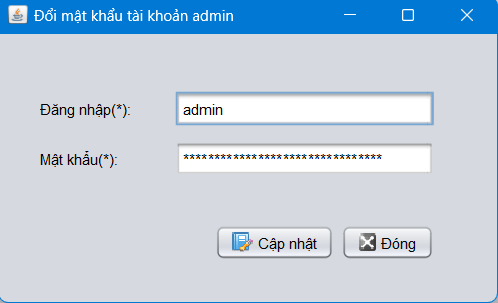 Đổi mật khẩu tài khoản admin
Đăng nhập(*): admin
Mật khẩu(*): *********************************
Cập nhật Đóng